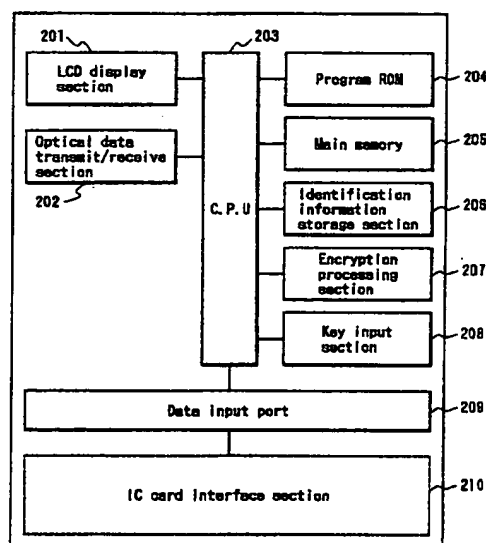 201
203
LCD display
section
Program ROM
204
Optical data
transmit/receive
section
202
Main memory
205
C.P.U
Identification
information
storage section
206
Encryption
processing
section
207
Key input
section
208
Data input port
209
IC card interface section
210